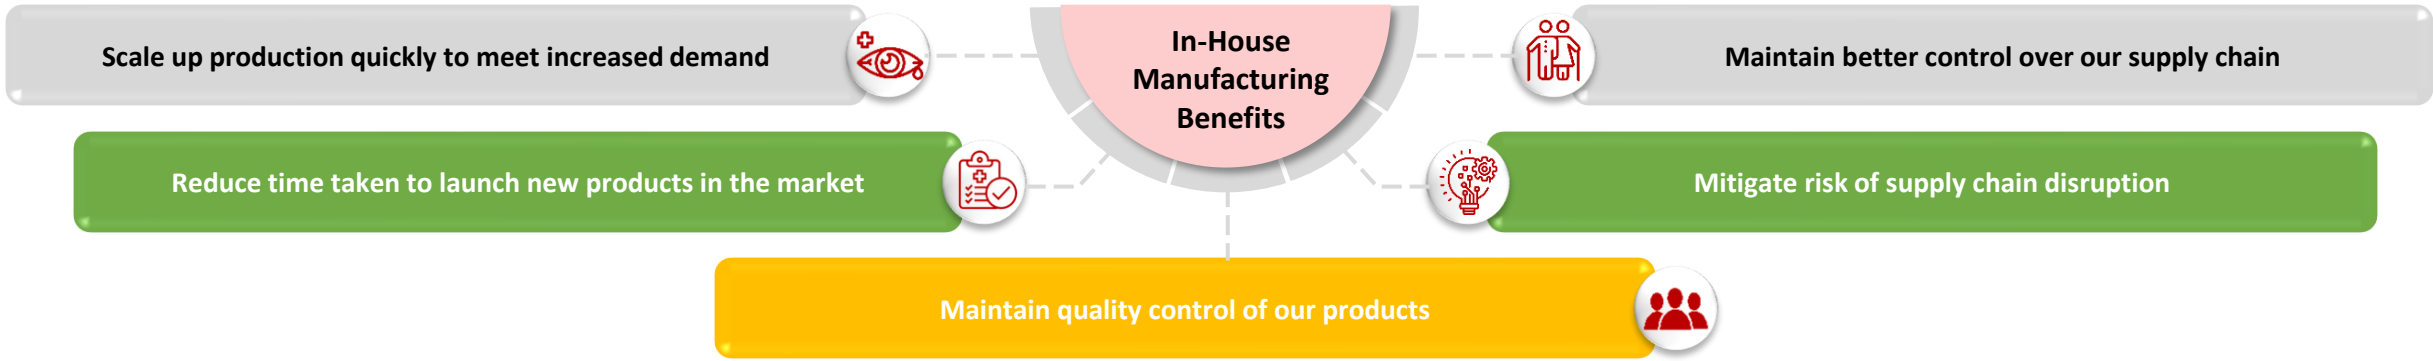 Scale up production quickly to meet increased demand
In-House
Manufacturing
Benefits
Maintain better control over our supply chain
Reduce time taken to launch new products in the market
Mitigate risk of supply chain disruption
Maintain quality control of our products